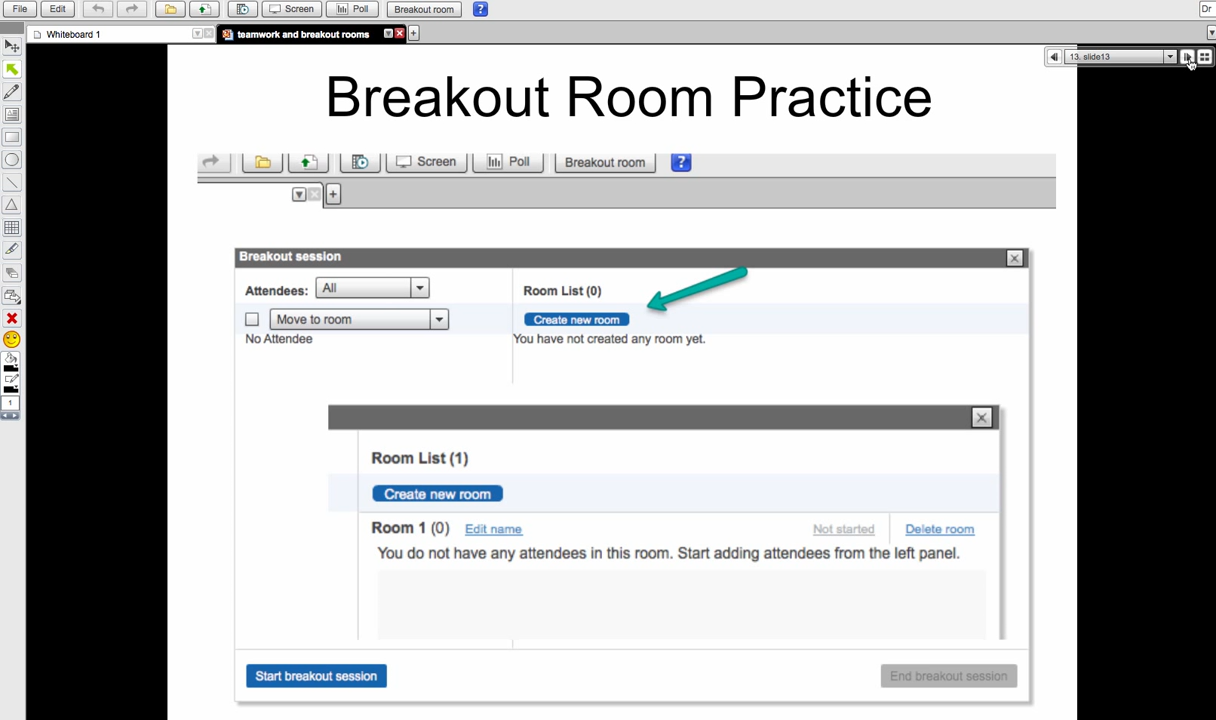 File Edit Screen Poll Breakout room ? Dr
Whiteboard 1 teamwork and breakout rooms +
13. slide13
Breakout Room Practice
Screen Poll Breakout room ?
+
Breakout session
Attendees: All Room List (0)
Move to room Create new room
No Attendee You have not created any room yet.
Room List (1)
Create new room
Room 1 (0) Edit name Not started Delete room
You do not have any attendees in this room. Start adding attendees from the left panel.
1
Start breakout session End breakout session